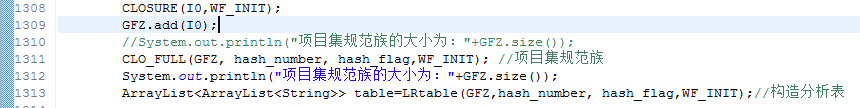 1308 CLOSURE(I0,WF_INIT);
1309 GFZ.add(I0);
1310 //System.out.println("项目集规范族的大小为："+GFZ.size());
1311 CLO_FULL(GFZ, hash_number, hash_flag,WF_INIT); //项目集规范族
1312 System.out.println("项目集规范族的大小为："+GFZ.size());
1313 ArrayList<ArrayList<String>> table=LRtable(GFZ,hash_number, hash_flag,WF_INIT);//构造分析表